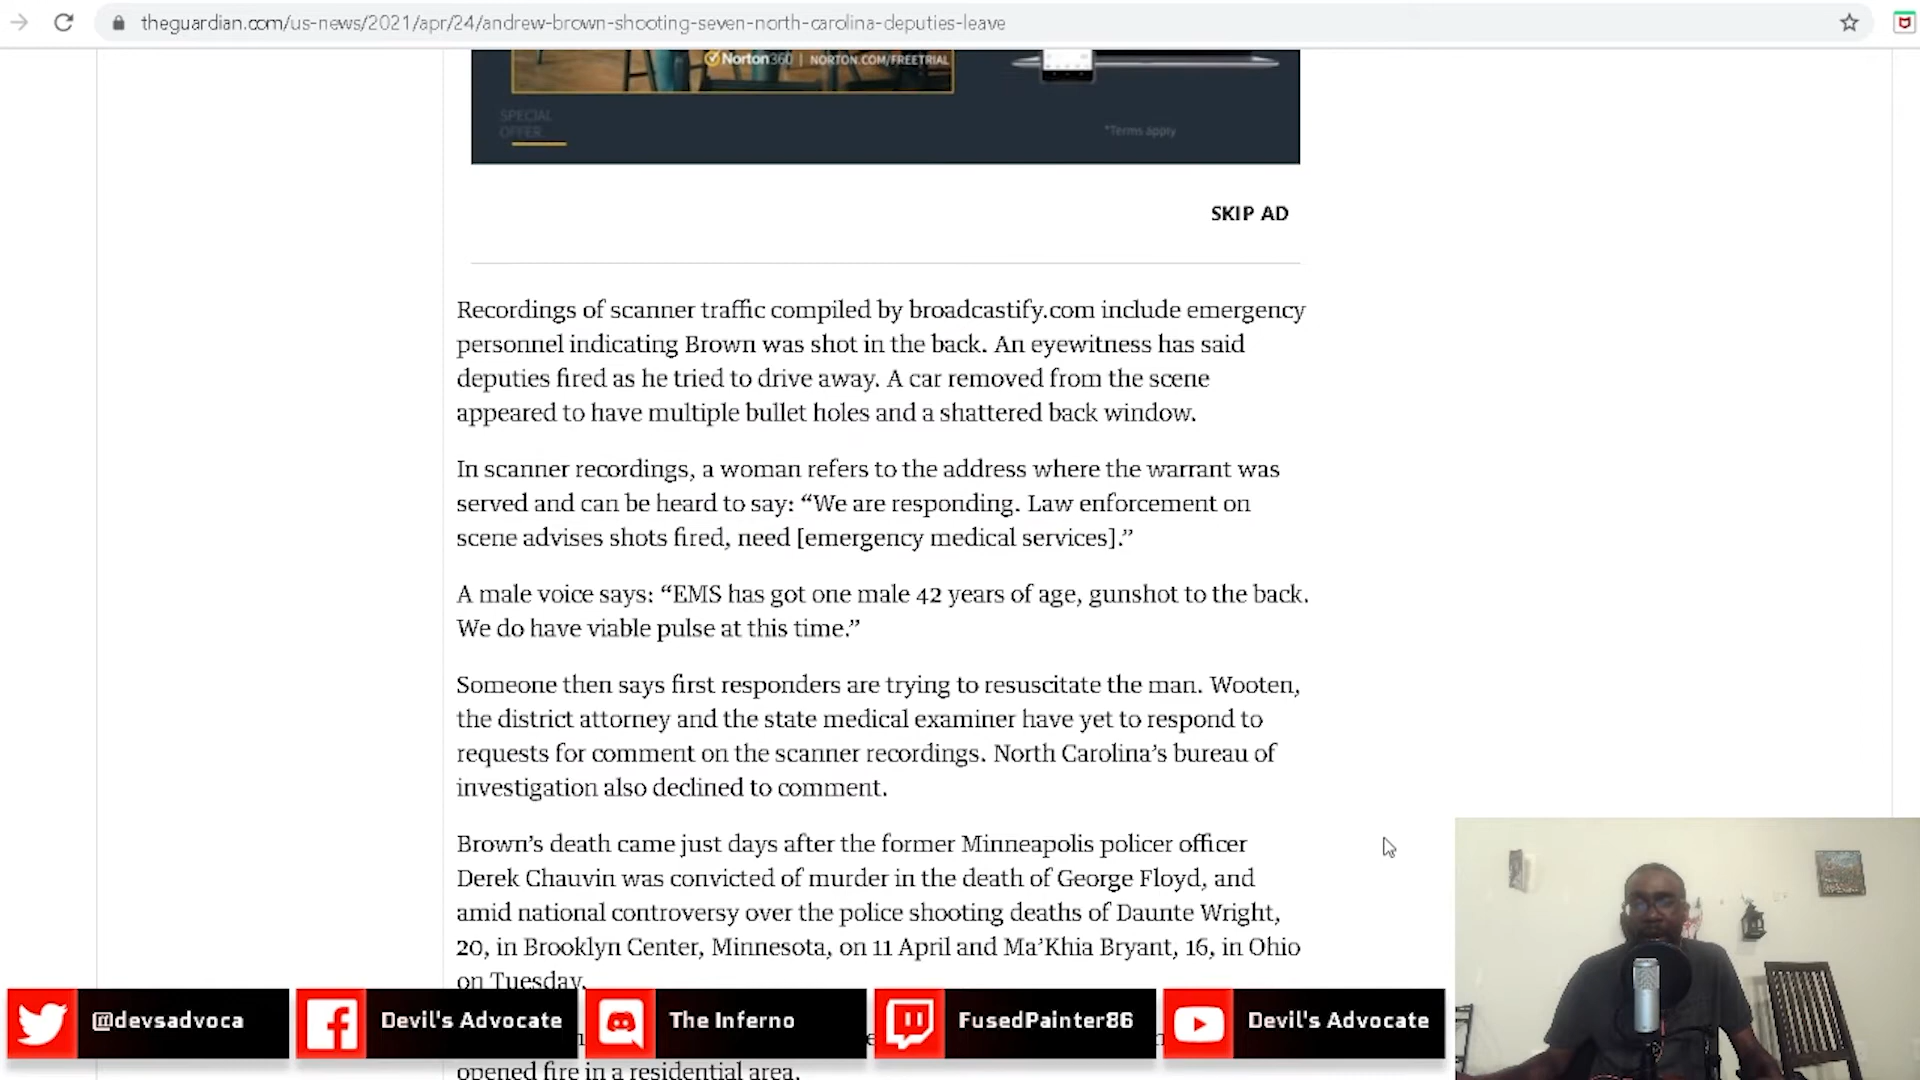 theguardian.com/us-news/2021/apr/24/andrew-brown-shooting-seven-north-carolina-deputies-leave
Norton360 | NORTON.COM/FREETRIAL
SPECIAL
OFFER
*Terms apply
SKIP AD
Recordings of scanner traffic compiled by broadcastify.com include emergency
personnel indicating Brown was shot in the back. An eyewitness has said
deputies fired as he tried to drive away. A car removed from the scene
appeared to have multiple bullet holes and a shattered back window.
In scanner recordings, a woman refers to the address where the warrant was
served and can be heard to say: “We are responding. Law enforcement on
scene advises shots fired, need [emergency medical services].”
A male voice says: “EMS has got one male 42 years of age, gunshot to the back.
We do have viable pulse at this time.”
Someone then says first responders are trying to resuscitate the man. Wooten,
the district attorney and the state medical examiner have yet to respond to
requests for comment on the scanner recordings. North Carolina’s bureau of
investigation also declined to comment.
Brown’s death came just days after the former Minneapolis policer officer
Derek Chauvin was convicted of murder in the death of George Floyd, and
amid national controversy over the police shooting deaths of Daunte Wright,
20, in Brooklyn Center, Minnesota, on 11 April and Ma’Khia Bryant, 16, in Ohio
on Tuesday.
@devsadvoca
Devil's Advocate
The Inferno
FusedPainter86
Devil's Advocate
opened fire in a residential area.